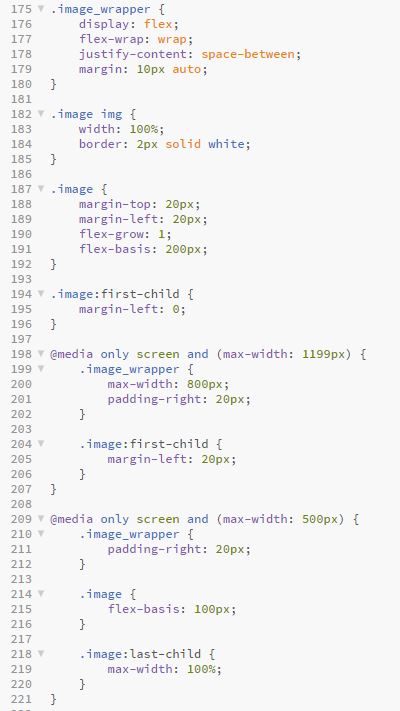 175 ▼ .image_wrapper {
176 display: flex;
177 flex-wrap: wrap;
178 justify-content: space-between;
179 margin: 10px auto;
180 }
181
182 ▼ .image img {
183 width: 100%;
184 border: 2px solid white;
185 }
186
187 ▼ .image {
188 margin-top: 20px;
189 margin-left: 20px;
190 flex-grow: 1;
191 flex-basis: 200px;
192 }
193
194 ▼ .image:first-child {
195 margin-left: 0;
196 }
197
198 ▼ @media only screen and (max-width: 1199px) {
199 ▼ .image_wrapper {
200 max-width: 800px;
201 padding-right: 20px;
202 }
203
204 ▼ .image:first-child {
205 margin-left: 20px;
206 }
207 }
208
209 ▼ @media only screen and (max-width: 500px) {
210 ▼ .image_wrapper {
211 padding-right: 20px;
212 }
213
214 ▼ .image {
215 flex-basis: 100px;
216 }
217
218 ▼ .image:last-child {
219 max-width: 100%;
220 }
221 }